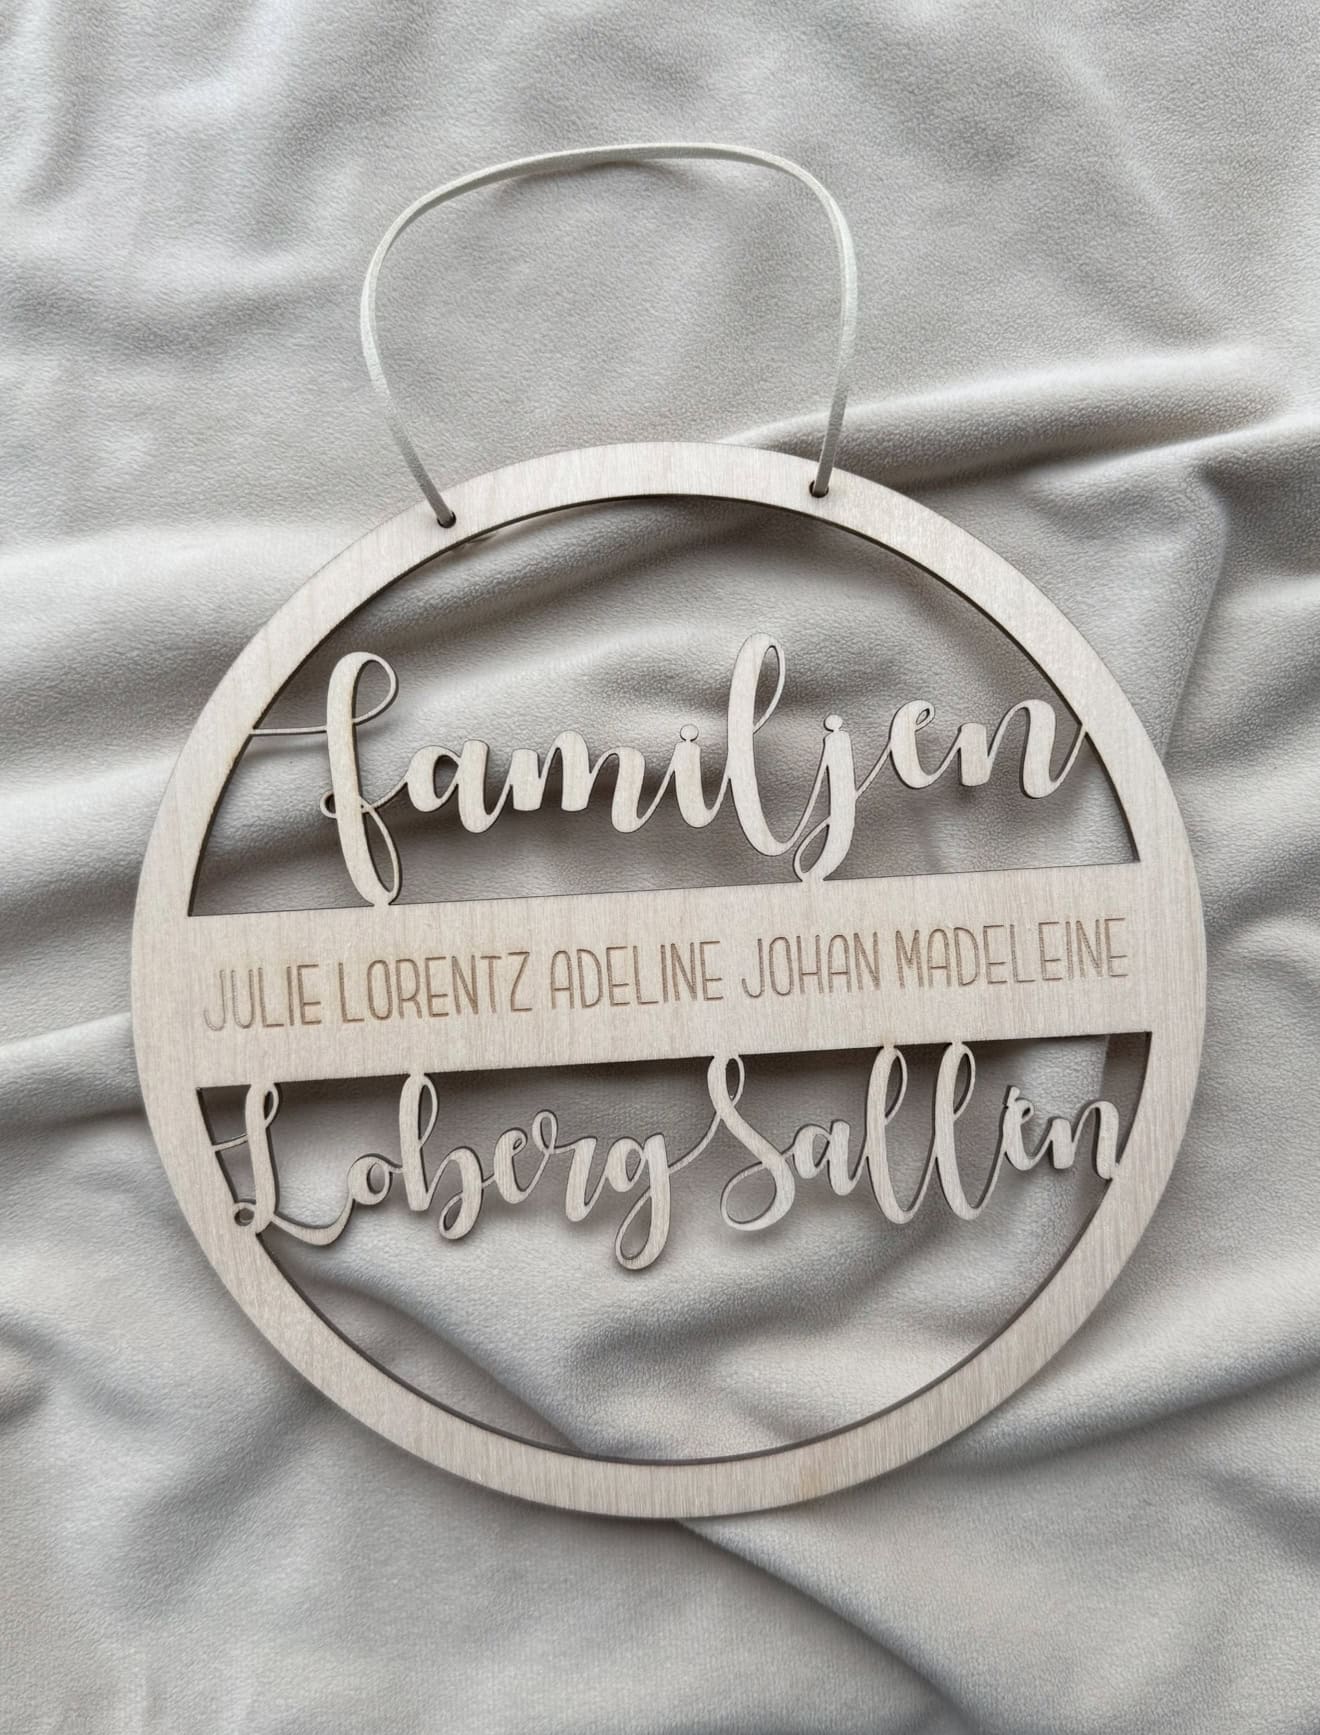 familjen
JULIE LORENTZ ADELINE JOHAN MADELEINE
Loberg Sallén